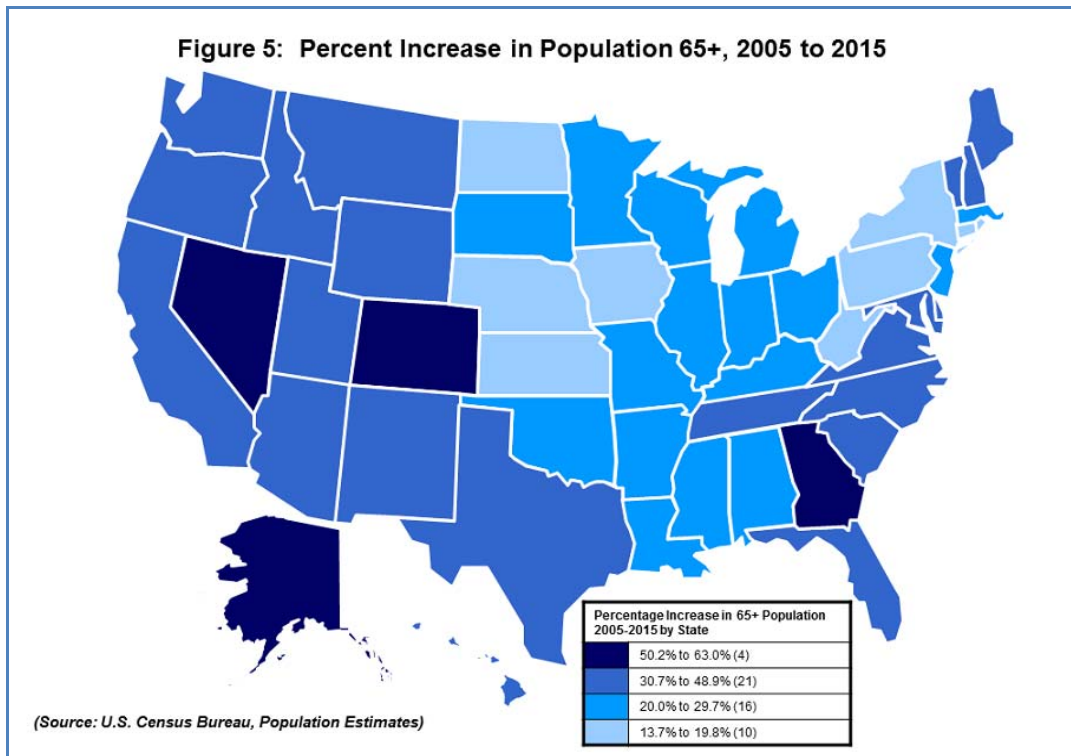 Figure 5: Percent Increase in Population 65+, 2005 to 2015
Percentage Increase in 65+ Population
2005-2015 by State
50.2% to 63.0% (4)
30.7% to 48.9% (21)
20.0% to 29.7% (16)
13.7% to 19.8% (10)
(Source: U.S. Census Bureau, Population Estimates)